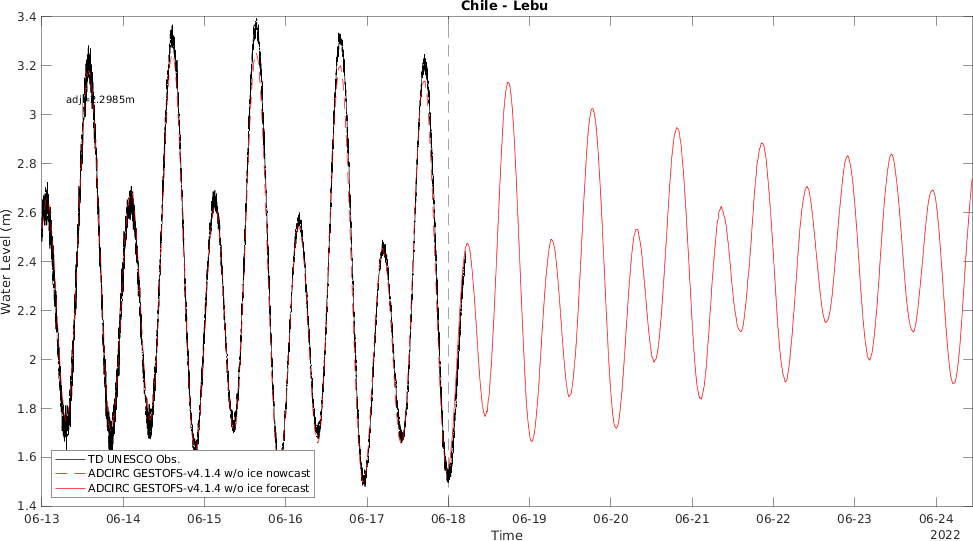 Chile - Lebu
3.4
3.2
3
2.8
2.6
2.4
2.2
2
1.8
1.6
1.4
Water Level (m)
TD UNESCO Obs.
ADCIRC GESTOFS-v4.1.4 w/o ice nowcast
ADCIRC GESTOFS-v4.1.4 w/o ice forecast
06-13 06-14 06-15 06-16 06-17 06-18 06-19 06-20 06-21 06-22 06-23 06-24
Time
2022